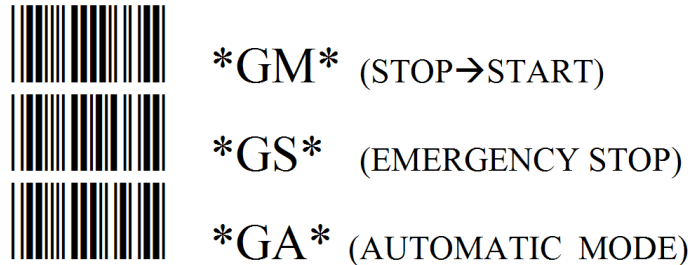 *GM* (STOP→START)
*GS* (EMERGENCY STOP)
*GA* (AUTOMATIC MODE)